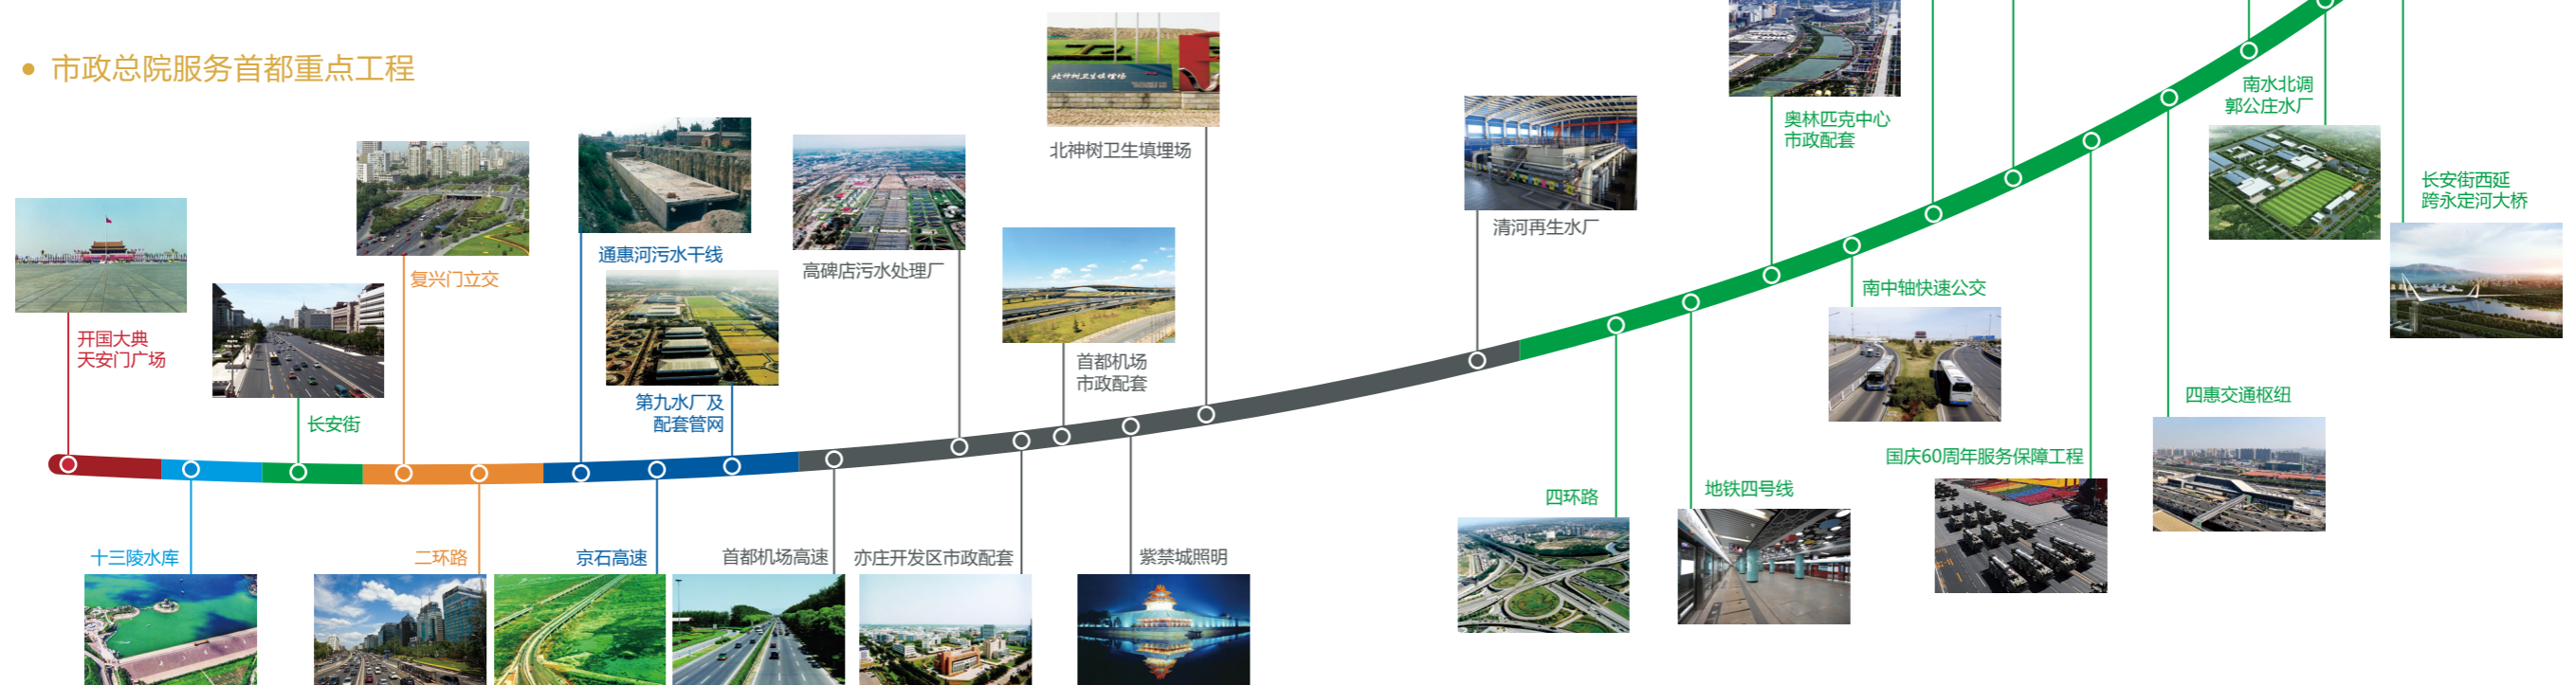 市政总院服务首都重点工程
开国大典
天安门广场
十三陵水库
长安街
复兴门立交
二环路
通惠河污水干线
京石高速
第九水厂及
配套管网
首都机场高速
高碑店污水处理厂
亦庄开发区市政配套
首都机场
市政配套
紫禁城照明
北神树卫生填埋场
北神树卫生填埋场
清河再生水厂
四环路
地铁四号线
奥林匹克中心
市政配套
南中轴快速公交
国庆60周年服务保障工程
四惠交通枢纽
南水北调
郭公庄水厂
长安街西延
跨永定河大桥